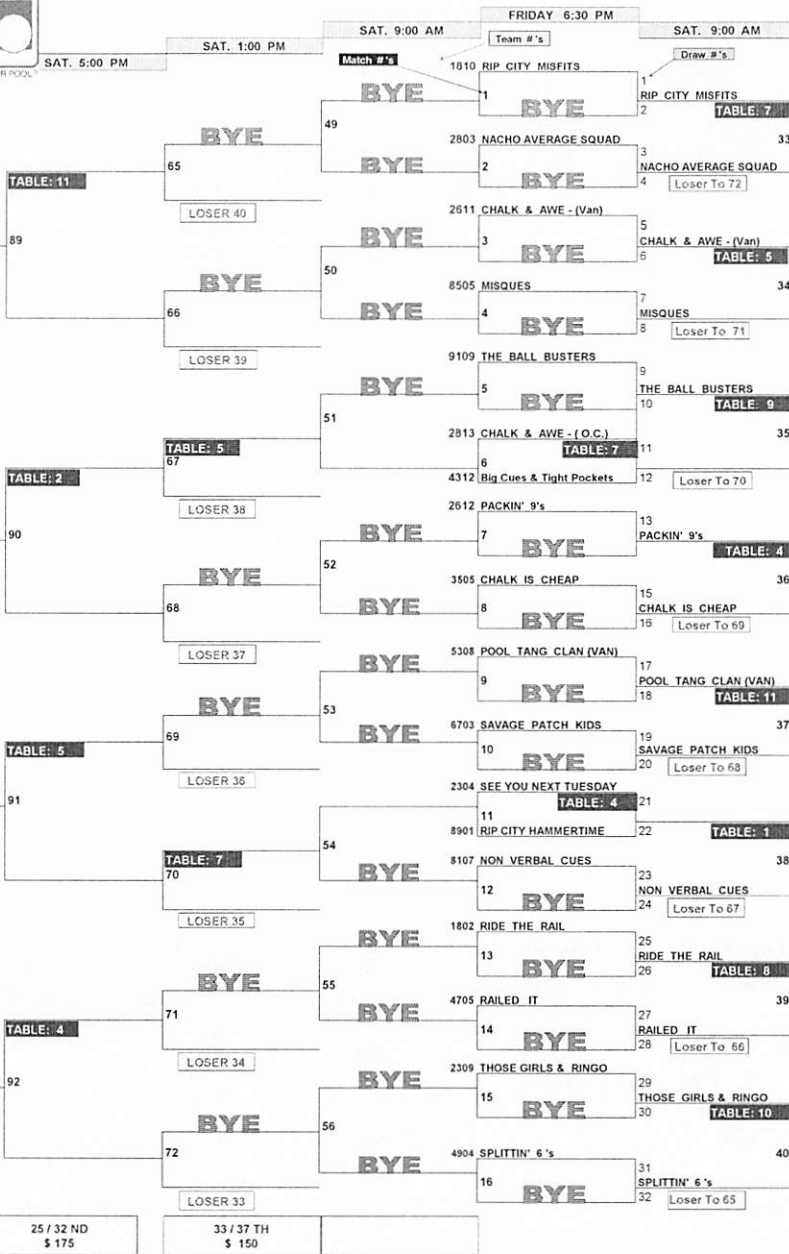 FRIDAY 6:30 PM
SAT. 9:00 AM
SAT. 9:00 AM
SAT. 1:00 PM
SAT. 5:00 PM
R POOL
Team #'s
Match #'s
Draw #'s
1810 RIP CITY MISFITS
BYE
1
1
RIP CITY MISFITS
BYE
2
TABLE: 7
49
BYE
2803 NACHO AVERAGE SQUAD
33
65
BYE
2
3
NACHO AVERAGE SQUAD
TABLE: 11
BYE
4
Loser To 72
LOSER 40
2611 CHALK & AWE - (Van)
BYE
5
89
3
CHALK & AWE - (Van)
BYE
6
TABLE: 5
50
BYE
8505 MISQUES
34
66
BYE
4
7
MISQUES
BYE
8
Loser To 71
LOSER 39
9109 THE BALL BUSTERS
9
BYE
5
THE BALL BUSTERS
BYE
10
TABLE: 9
51
2813 CHALK & AWE - ( O.C.)
35
TABLE: 5
TABLE: 7
11
67
6
TABLE: 2
4312 Big Cues & Tight Pockets
12
Loser To 70
LOSER 38
2612 PACKIN' 9's
13
BYE
7
PACKIN' 9's
90
BYE
TABLE: 4
52
BYE
3505 CHALK IS CHEAP
36
68
BYE
8
15
CHALK IS CHEAP
BYE
16
Loser To 69
LOSER 37
5308 POOL TANG CLAN (VAN)
BYE
17
9
POOL TANG CLAN (VAN)
BYE
18
TABLE: 11
53
BYE
6703 SAVAGE PATCH KIDS
37
69
BYE
10
19
SAVAGE PATCH KIDS
TABLE: 5
BYE
20
Loser To 68
LOSER 36
2304 SEE YOU NEXT TUESDAY
91
TABLE: 4
21
11
8901 RIP CITY HAMMERTIME
22
TABLE: 1
54
TABLE: 7
BYE
8107 NON VERBAL CUES
38
70
12
23
NON VERBAL CUES
BYE
24
Loser To 67
LOSER 35
1802 RIDE THE RAIL
BYE
25
13
RIDE THE RAIL
BYE
26
TABLE: 8
55
BYE
4705 RAILED IT
39
71
BYE
27
TABLE: 4
14
RAILED IT
BYE
28
Loser To 66
LOSER 34
2309 THOSE GIRLS & RINGO
92
BYE
29
15
THOSE GIRLS & RINGO
BYE
30
TABLE: 10
56
BYE
4904 SPLITTIN' 6 's
40
72
BYE
31
16
SPLITTIN' 6 's
BYE
32
Loser To 65
LOSER 33
25 / 32 ND
$ 175
33 / 37 TH
$ 150